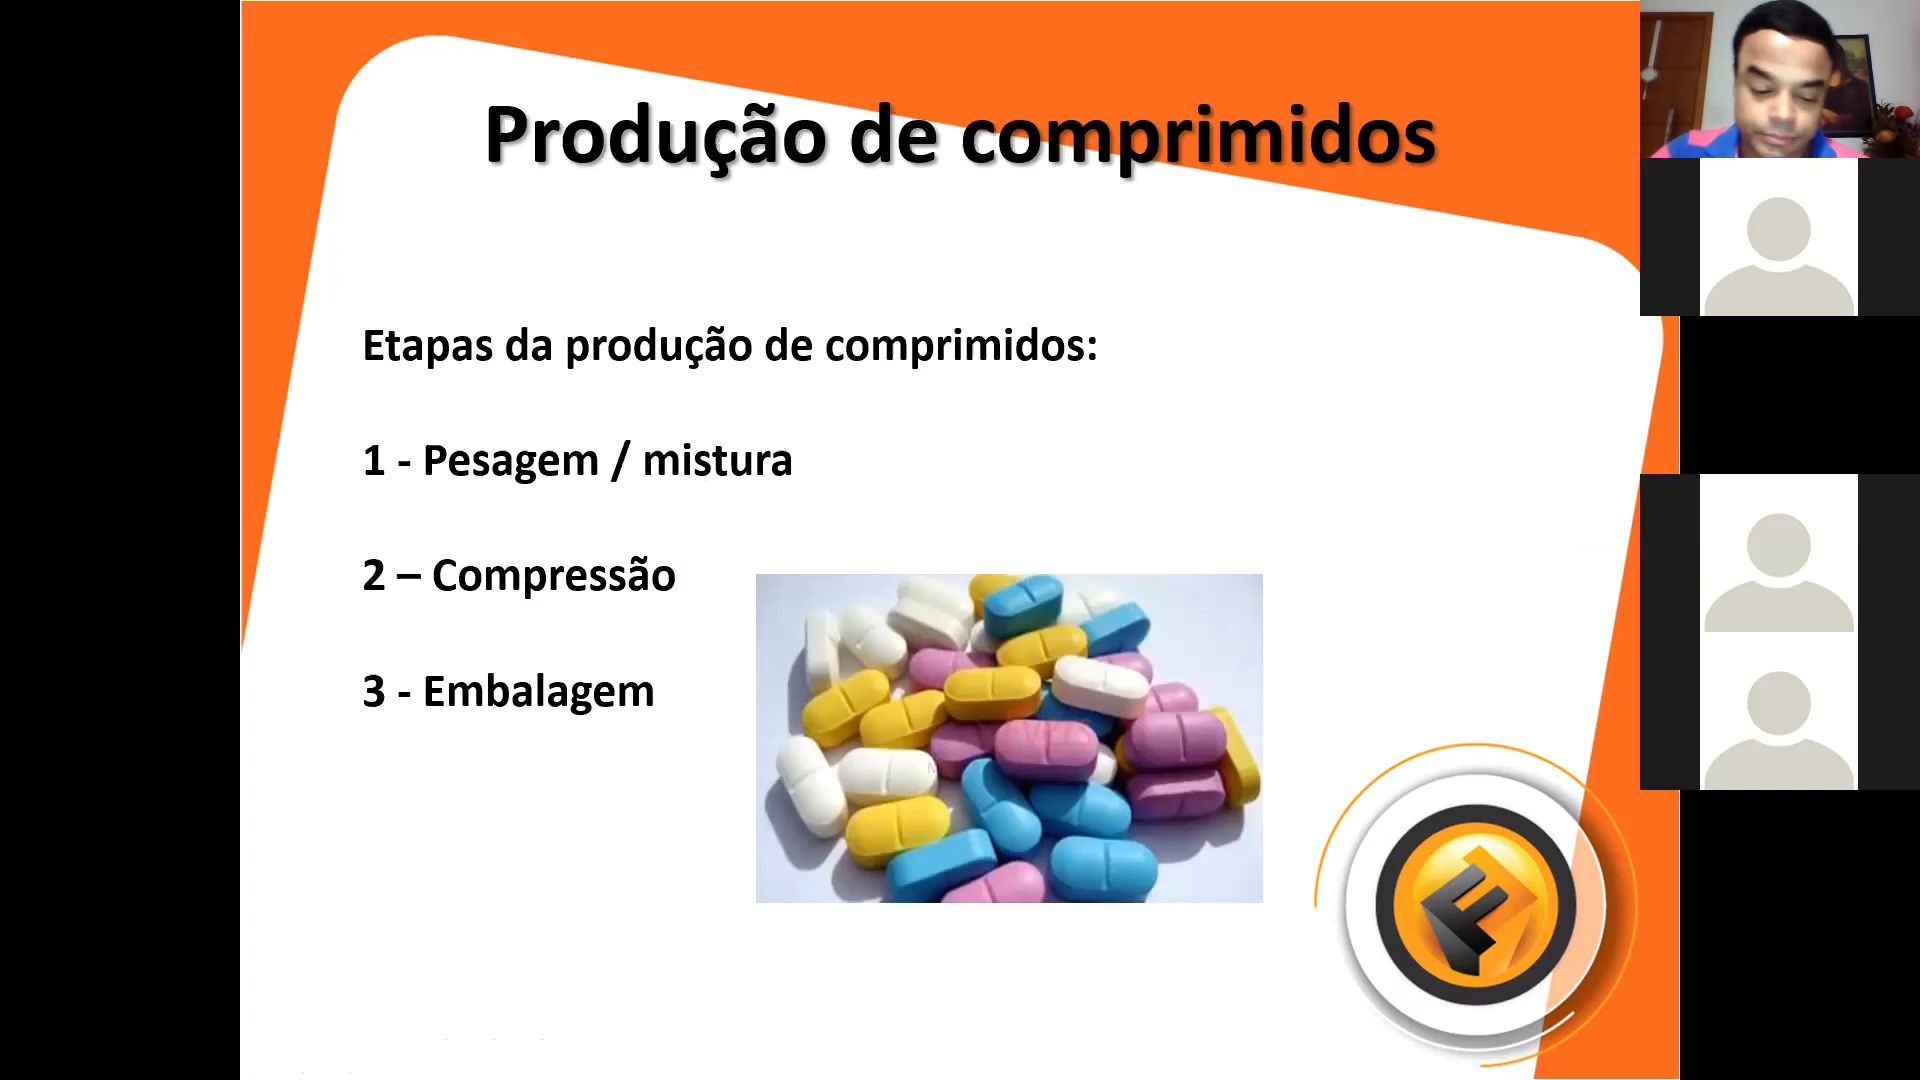 Produção de comprimidos
Etapas da produção de comprimidos:
1 - Pesagem / mistura
2 – Compressão
3 - Embalagem